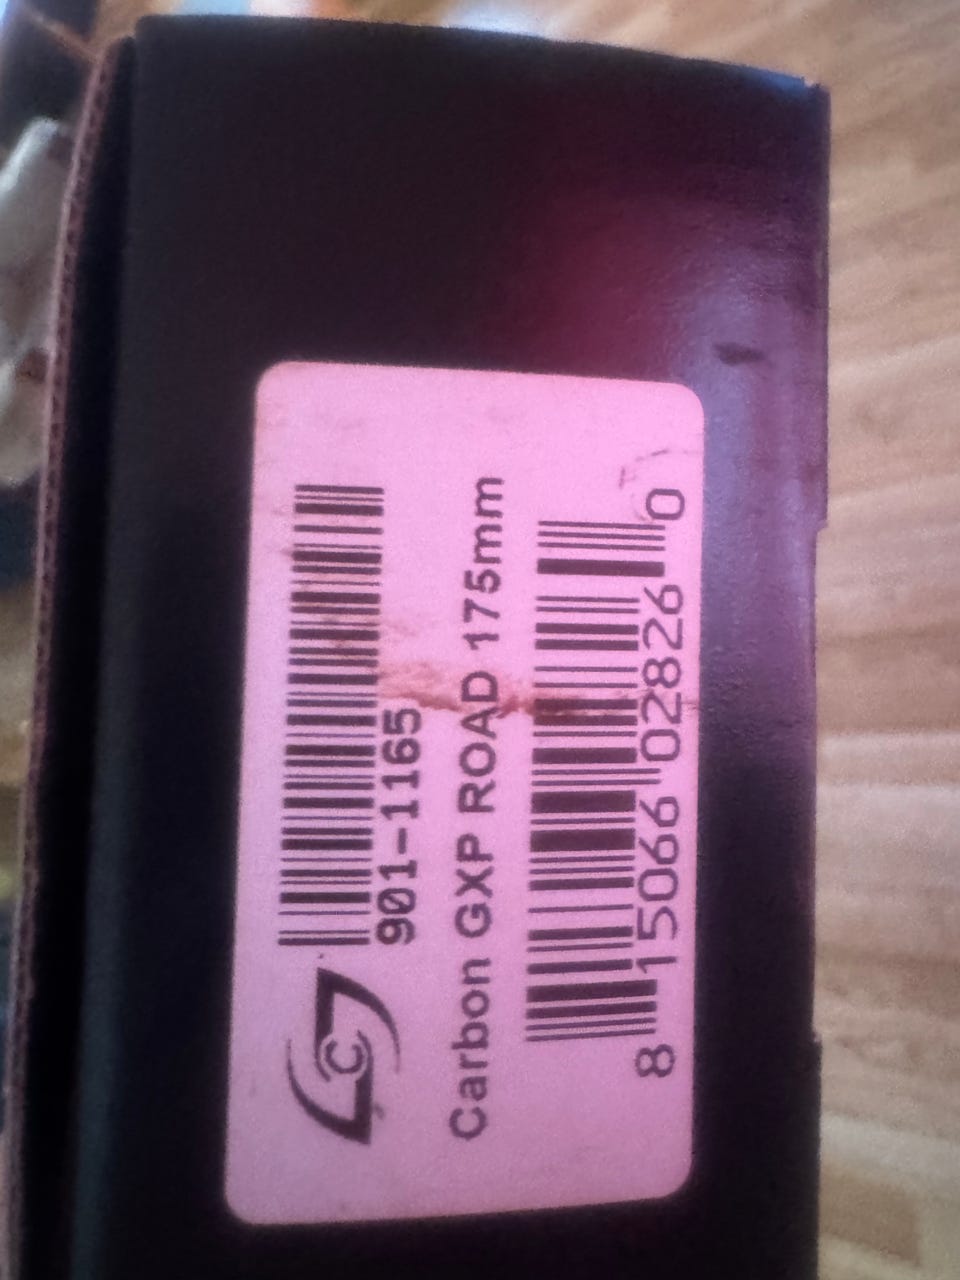 901-1165
C
Carbon GXP ROAD 175mm
8 15066 02826 0